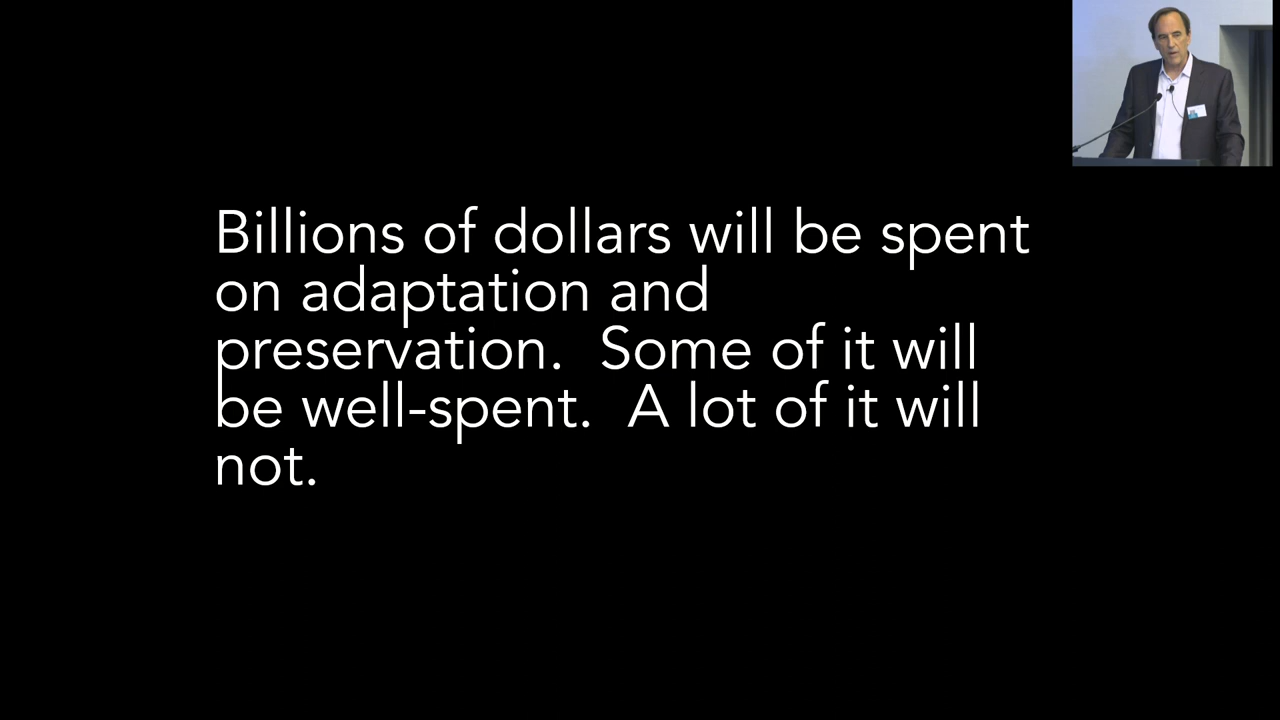 Billions of dollars will be spent
on adaptation and
preservation.  Some of it will
be well-spent.  A lot of it will
not.